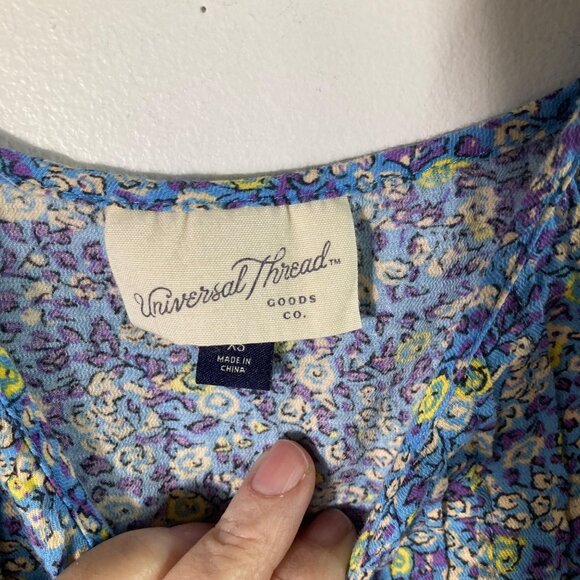 Universal Thread™
GOODS
CO.
XS
MADE IN
CHINA